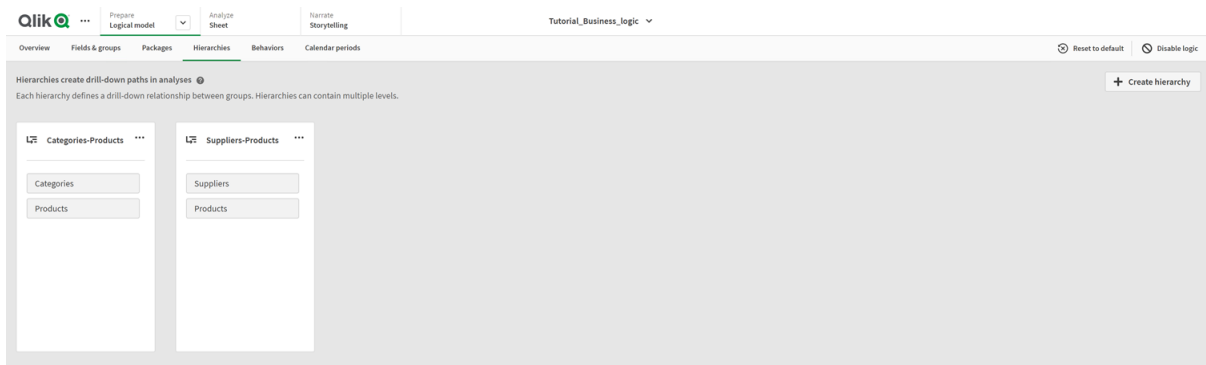 Qlik
Prepare
Logical model
Analyze
Sheet
Narrate
Storytelling
Tutorial_Business_logic
Overview Fields & groups Packages Hierarchies Behaviors Calendar periods
Reset to default Disable logic
Hierarchies create drill-down paths in analyses
Each hierarchy defines a drill-down relationship between groups. Hierarchies can contain multiple levels.
Create hierarchy
Categories-Products
Categories
Products
Suppliers-Products
Suppliers
Products